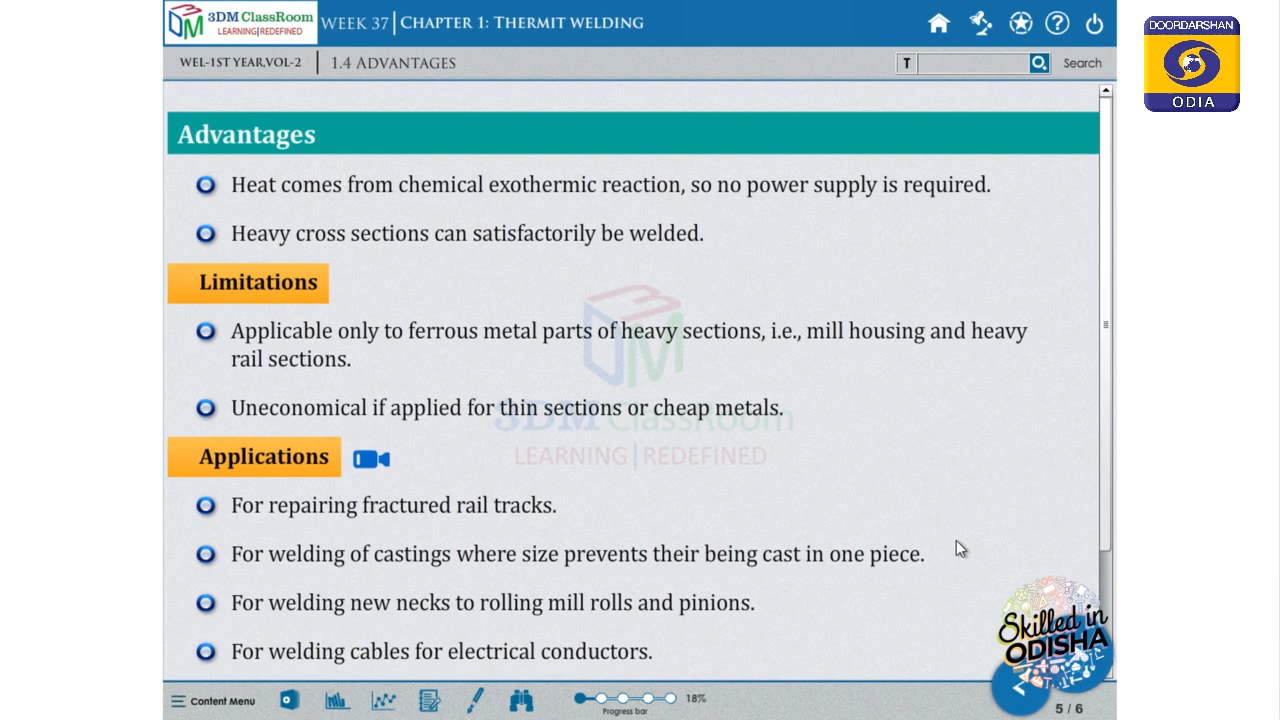 3DM ClassRoom
LEARNING|REDEFINED
WEEK 37 | CHAPTER 1: THERMIT WELDING
DOORDARSHAN
ODIA
WEL-1ST YEAR,VOL-2 | 1.4 ADVANTAGES
T
Search
Advantages
Heat comes from chemical exothermic reaction, so no power supply is required.
Heavy cross sections can satisfactorily be welded.
Limitations
Applicable only to ferrous metal parts of heavy sections, i.e., mill housing and heavy
rail sections.
Uneconomical if applied for thin sections or cheap metals.
3DM ClassRoom
LEARNING|REDEFINED
Applications
For repairing fractured rail tracks.
For welding of castings where size prevents their being cast in one piece.
For welding new necks to rolling mill rolls and pinions.
For welding cables for electrical conductors.
Skilled in
ODISHA
Content Menu
Progress bar
18%
5 / 6